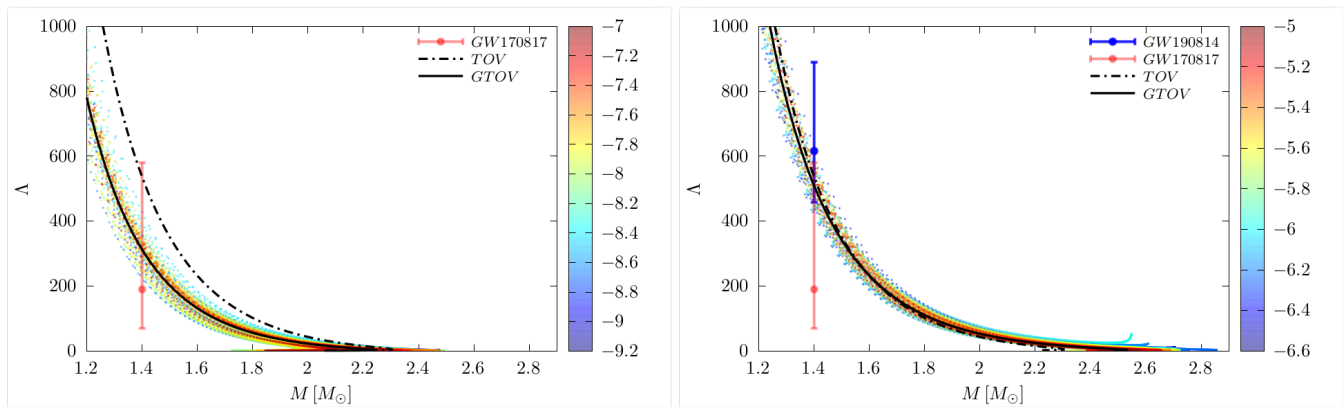 1000
800
600
400
200
0
Λ
1.2 1.4 1.6 1.8 2 2.2 2.4 2.6 2.8
M [M⊙]
GW170817
TOV
GTOV
−7
−7.2
−7.4
−7.6
−7.8
−8
−8.2
−8.4
−8.6
−8.8
−9
−9.2
1000
800
600
400
200
0
Λ
1.2 1.4 1.6 1.8 2 2.2 2.4 2.6 2.8
M [M⊙]
GW190814
GW170817
TOV
GTOV
−5
−5.2
−5.4
−5.6
−5.8
−6
−6.2
−6.4
−6.6